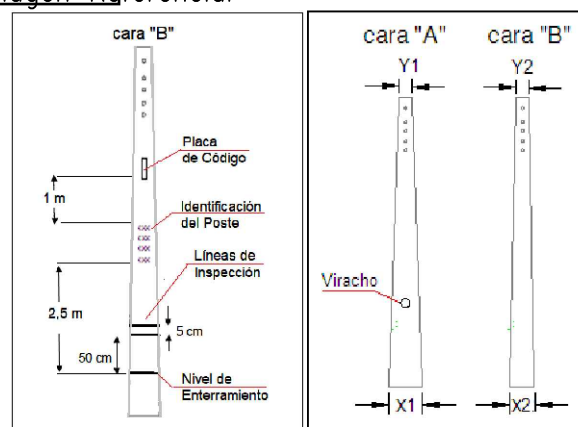 cara "B"
Placa
de Código
1 m
Identificación
del Poste
Líneas de
Inspección
2,5 m
5 cm
50 cm
Nivel de
Enterramiento
cara "A"
cara "B"
Y1
Y2
Viracho
X1
X2